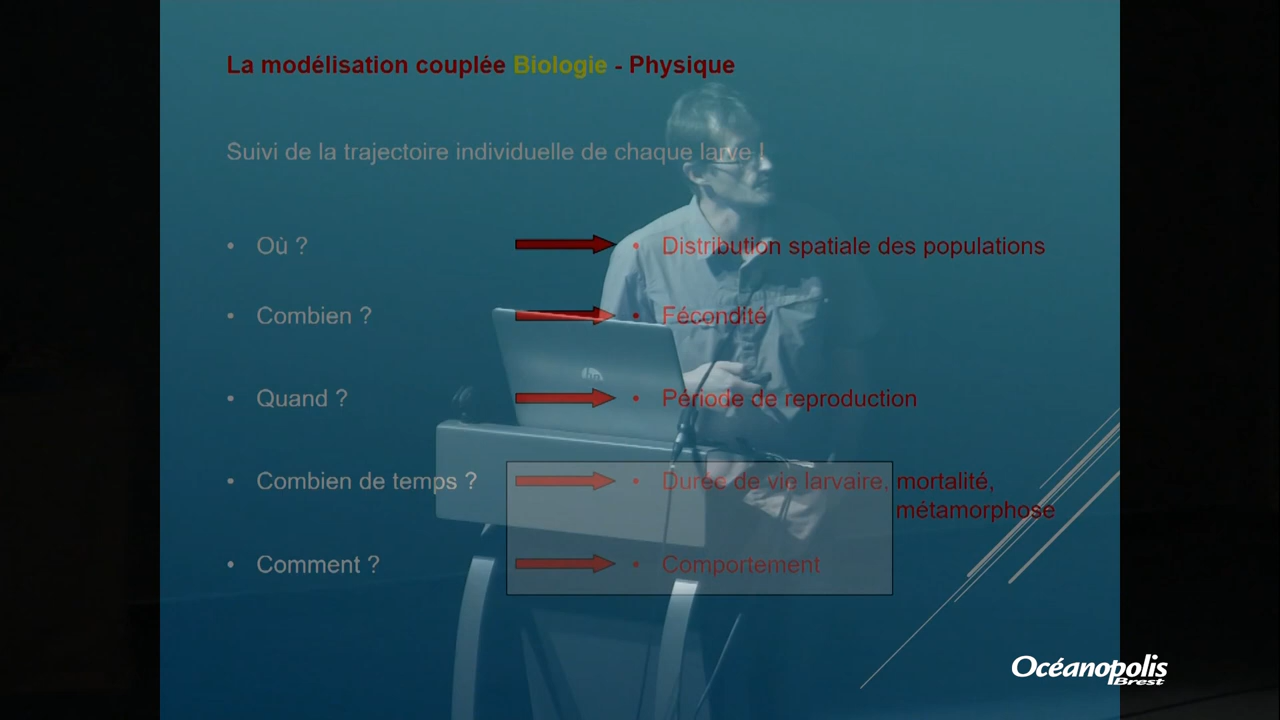 La modélisation couplée Biologie - Physique
Suivi de la trajectoire individuelle de chaque larve !
• Où ? • Distribution spatiale des populations
• Combien ? • Fécondité
• Quand ? • Période de reproduction
• Combien de temps ? • Durée de vie larvaire, mortalité,
métamorphose
• Comment ? • Comportement
hp
Océanopolis
Brest